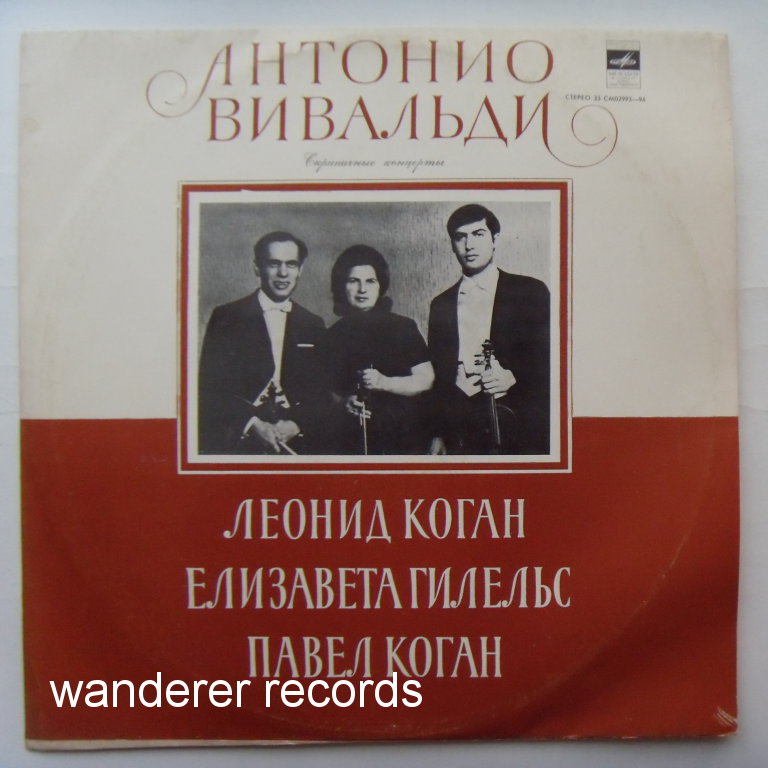 АНТОНИО
ВИВАЛЬДИ
СТЕРЕО 33 СМ02993—94
Скрипичные концерты
ЛЕОНИД КОГАН
ЕЛИЗАВЕТА ГИЛЕЛЬС
ПАВЕЛ КОГАН
wanderer records